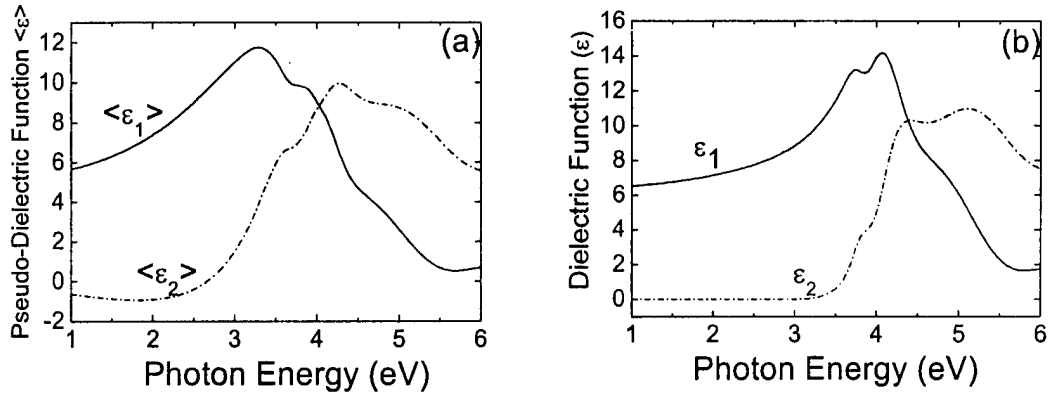 Pseudo-Dielectric Function <ε>
12
10
8
6
4
2
0
-2
(a)
<ε1>
<ε2>
1 2 3 4 5 6
Photon Energy (eV)
Dielectric Function (ε)
16
14
12
10
8
6
4
2
0
(b)
ε1
ε2
1 2 3 4 5 6
Photon Energy (eV)